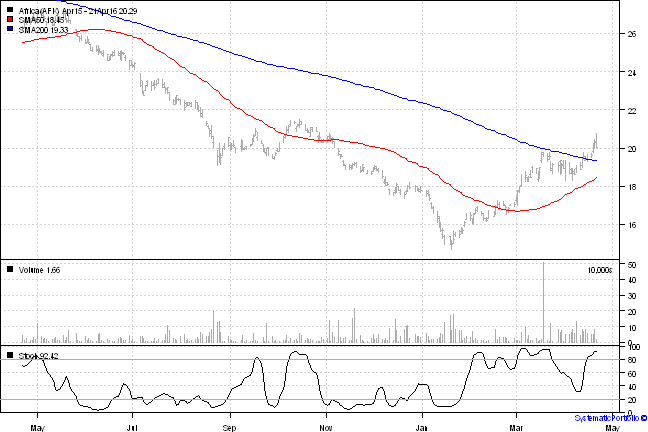 Africa(AFK) Apr15 - 21Apr16 20.29
SMA50 18.45
SMA200 19.33
26
24
22
20
18
16
Volume 1.66
10,000s
50
40
30
20
10
0
Stock 92.42
100
80
60
40
20
0
May Jul Sep Nov Jan Mar May
SystematicPortfolio ©